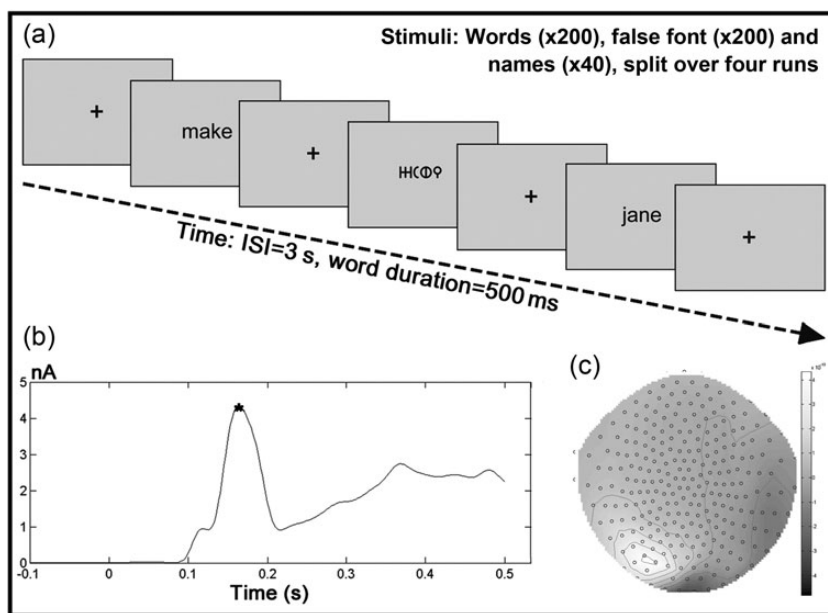 (a)
Stimuli: Words (x200), false font (x200) and
names (x40), split over four runs
+
make
+
+
jane
+
Time: ISI=3 s, word duration=500 ms
(b)
nA
5
4
3
2
1
0
-0.1
0
0.1
0.2
0.3
0.4
0.5
Time (s)
(c)